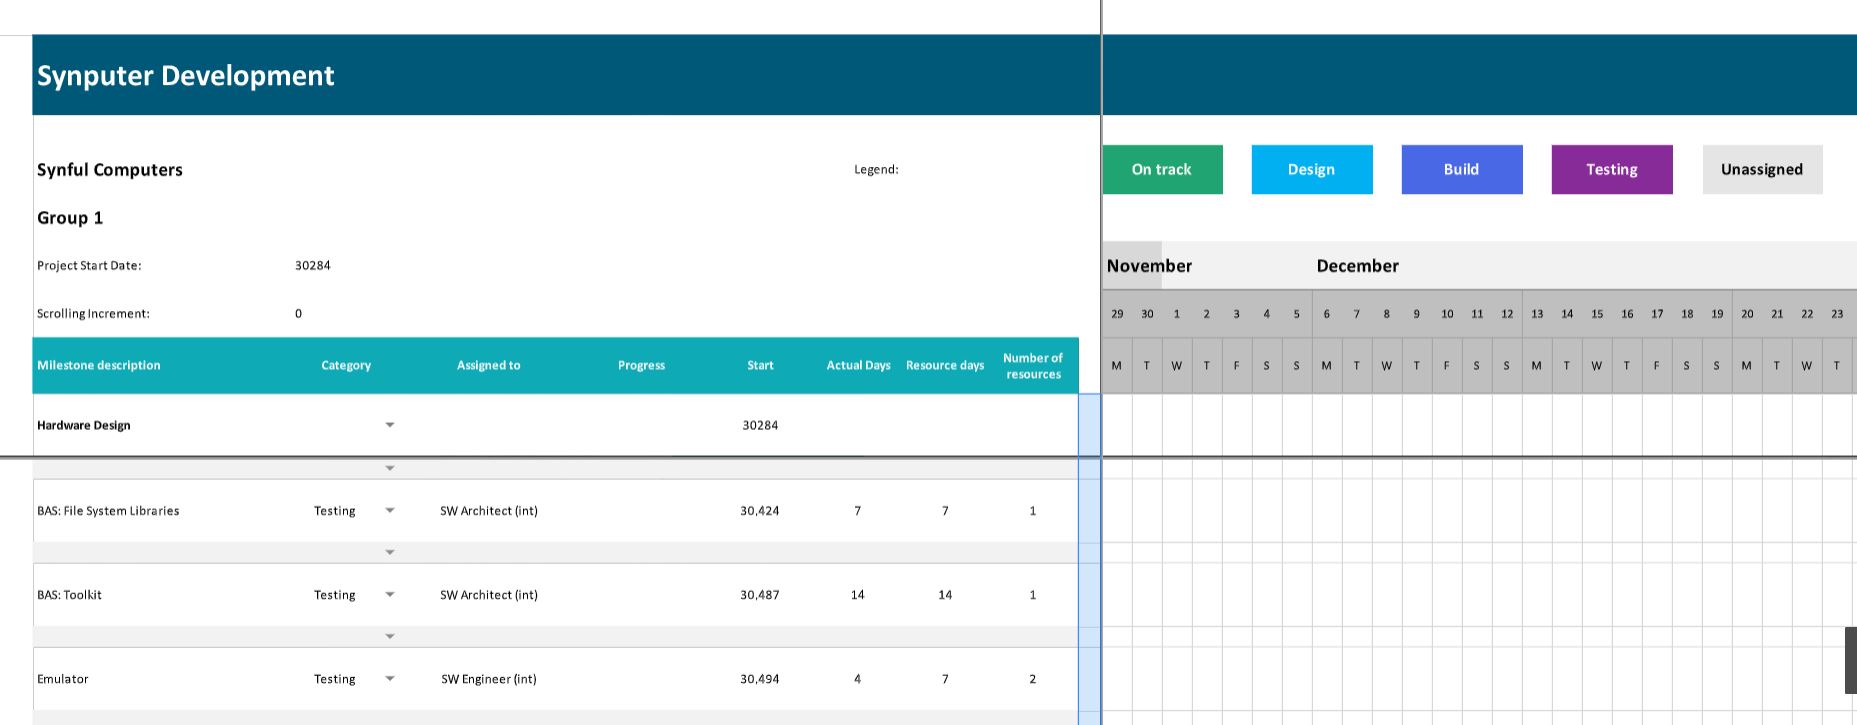 Synputer Development
Synful Computers
Legend:
On track
Design
Build
Testing
Unassigned
Group 1
Project Start Date:
30284
November
December
Scrolling Increment:
0
29 30 1 2 3 4 5 6 7 8 9 10 11 12 13 14 15 16 17 18 19 20 21 22 23
Milestone description
Category
Assigned to
Progress
Start
Actual Days
Resource days
Number of
resources
M T W T F S S M T W T F S S M T W T F S S M T W T
Hardware Design
30284
BAS: File System Libraries Testing SW Architect (int) 30,424 7 7 1
BAS: Toolkit Testing SW Architect (int) 30,487 14 14 1
Emulator Testing SW Engineer (int) 30,494 4 7 2